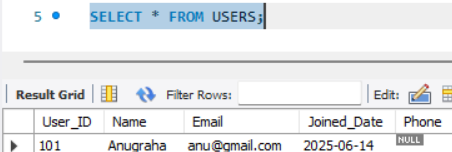 5 SELECT * FROM USERS;
Result Grid Filter Rows: Edit:
User_ID Name Email Joined_Date Phone
101 Anugraha anu@gmail.com 2025-06-14 NULL